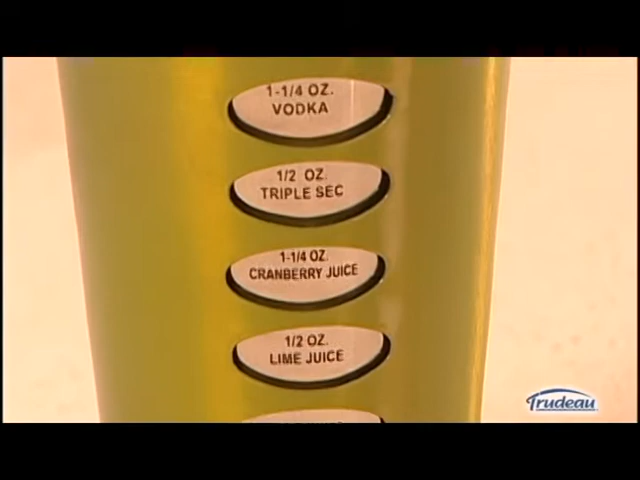 1-1/4 OZ.
VODKA
1/2 OZ.
TRIPLE SEC
1-1/4 OZ.
CRANBERRY JUICE
1/2 OZ.
LIME JUICE
Trudeau